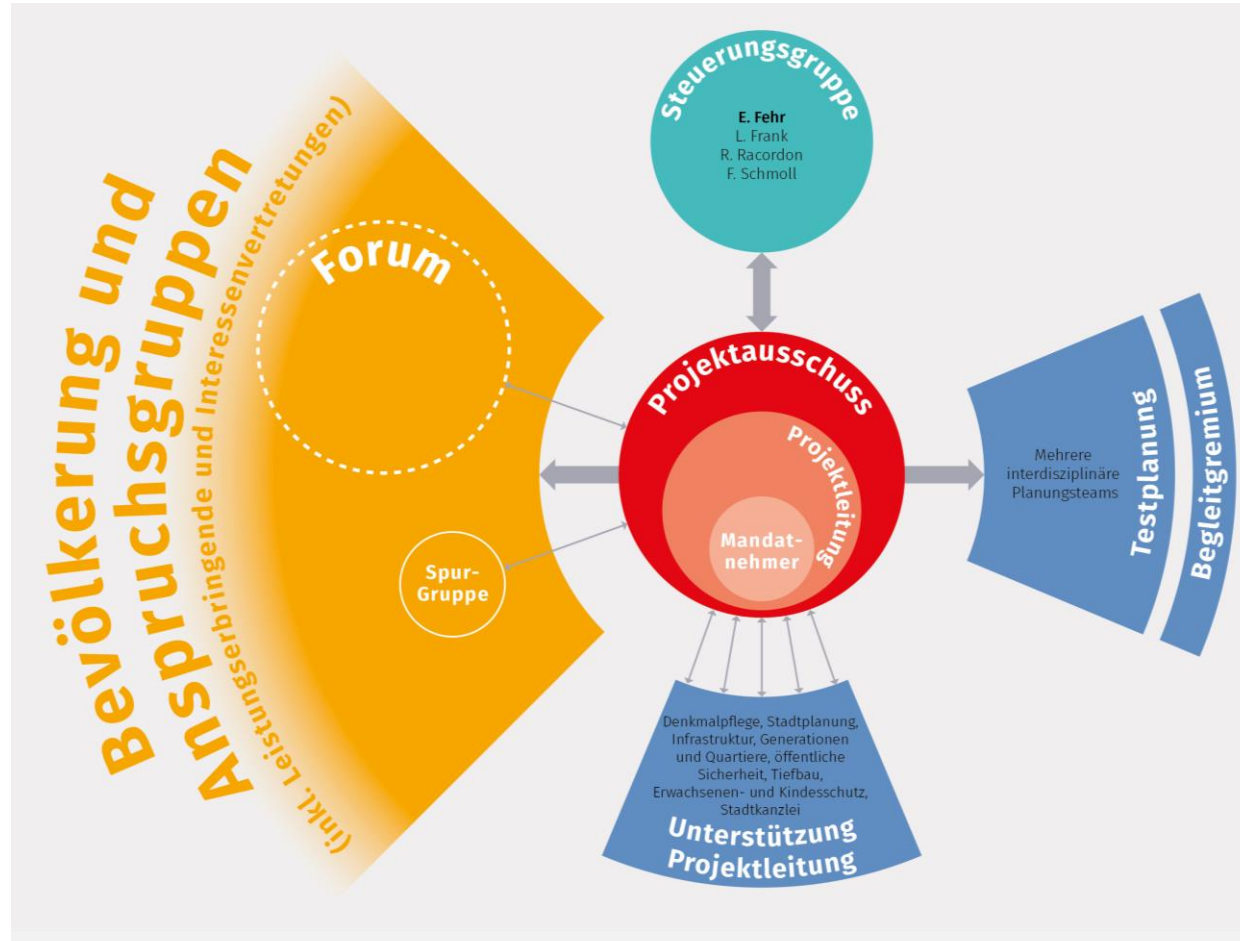 Bevölkerung und
Anspruchsgruppen
(inkl. Leistungserbringende und Interessenvertretungen)
Forum
Spur-
Gruppe
Steuerungsgruppe
E. Fehr
L. Frank
R. Racordon
F. Schmoll
Projektausschuss
Projektleitung
Mandat-
nehmer
Mehrere
interdisziplinäre
Planungsteams
Testplanung
Begleitgremium
Denkmalpflege, Stadtplanung,
Infrastruktur, Generationen
und Quartiere, öffentliche
Sicherheit, Tiefbau,
Erwachsenen- und Kindesschutz,
Stadtkanzlei
Unterstützung
Projektleitung